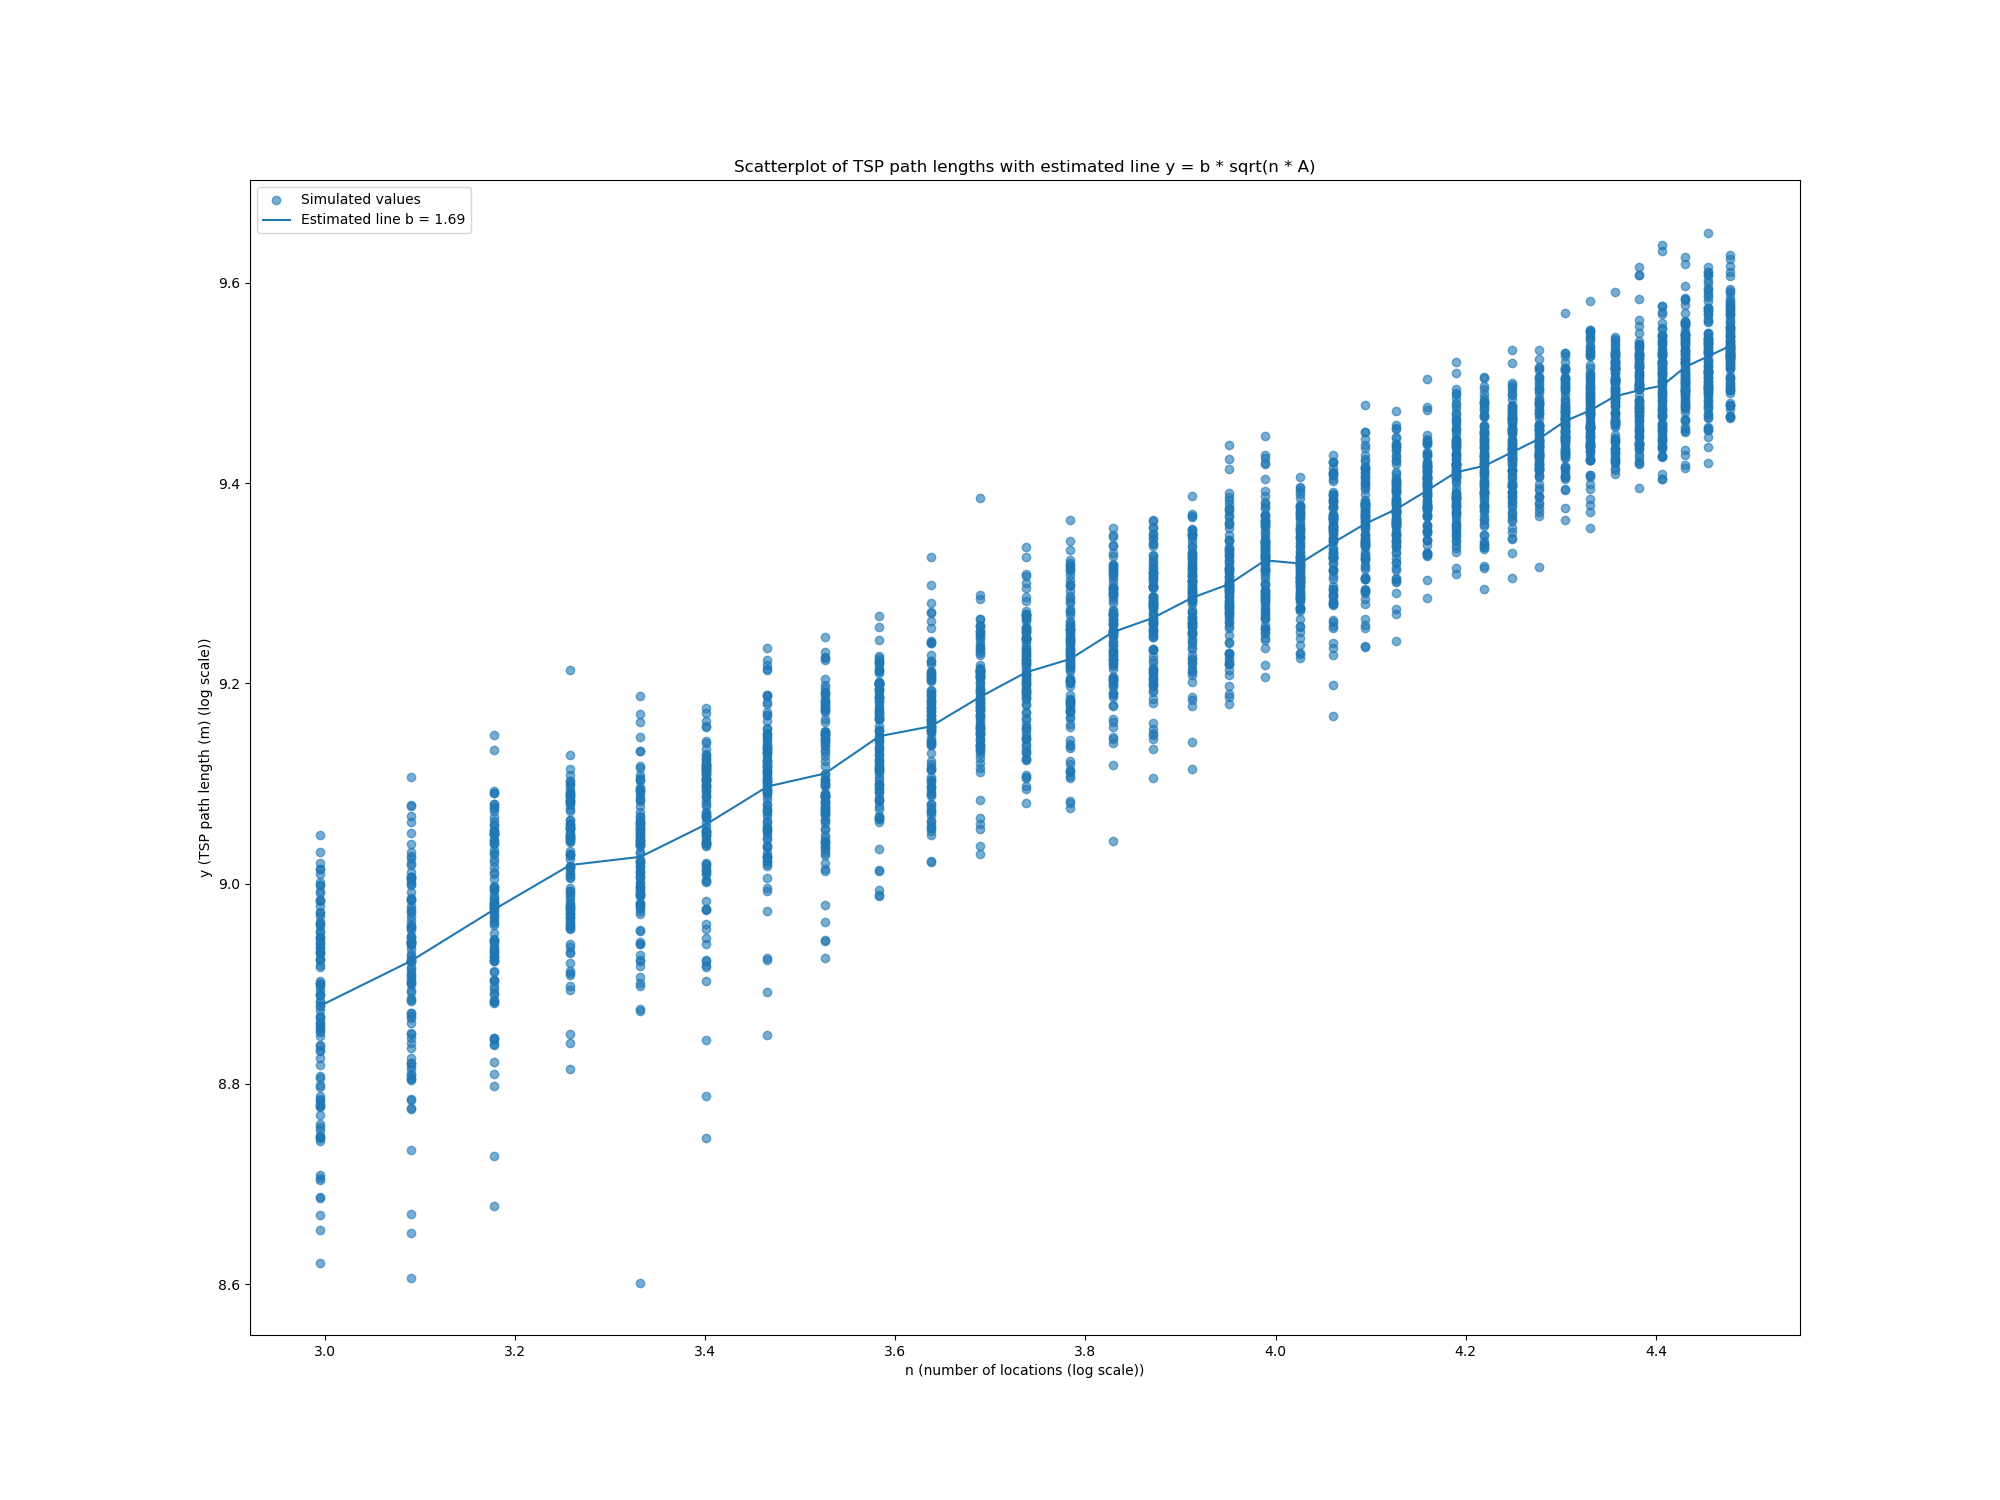 Scatterplot of TSP path lengths with estimated line y = b * sqrt(n * A)
Simulated values
Estimated line b = 1.69
9.6
9.4
9.2
9.0
8.8
8.6
y (TSP path length (m) (log scale))
3.0 3.2 3.4 3.6 3.8 4.0 4.2 4.4
n (number of locations (log scale))